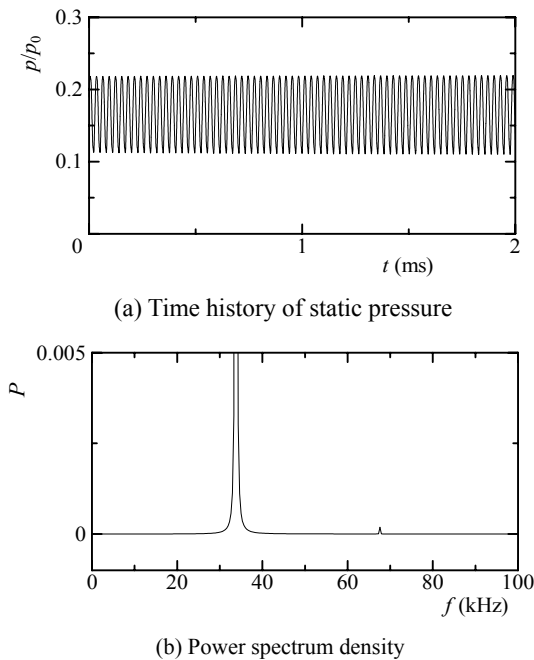 0.3
p/p0
0.2
0.1
0
1
2
t (ms)
(a) Time history of static pressure
0.005
P
0
0
20
40
60
80
100
f (kHz)
(b) Power spectrum density